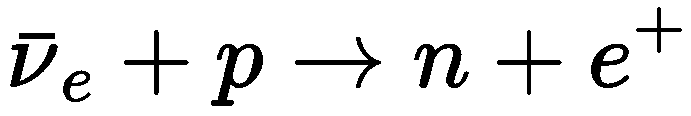 ν̄ₑ + p → n + e⁺